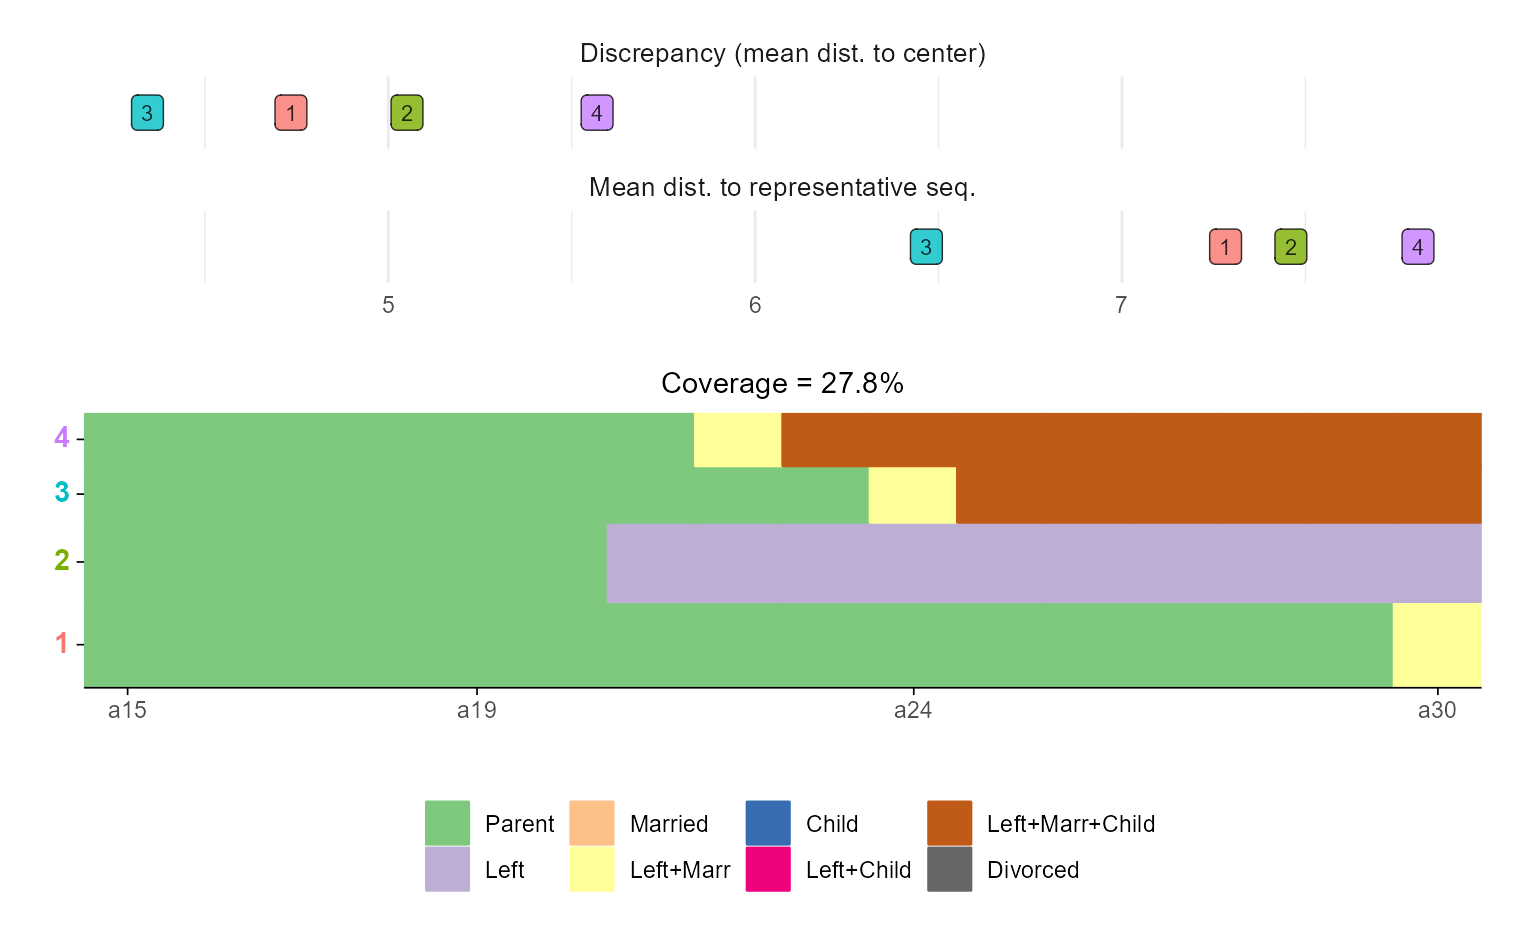 Discrepancy (mean dist. to center)
3 1 2 4
Mean dist. to representative seq.
3 1 2 4
5 6 7
Coverage = 27.8%
4
3
2
1
a15 a19 a24 a30
Parent Married Child Left+Marr+Child
Left Left+Marr Left+Child Divorced